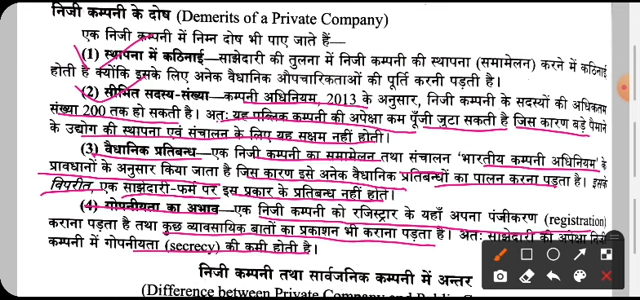 निजी कम्पनी के दोष (Demerits of a Private Company)
एक निजी कम्पनी में निम्न दोष भी पाए जाते हैं—
(1) स्थापना में कठिनाई - साझेदारी की तुलना में निजी कम्पनी की स्थापना (समामेलन) करने में कठिनाई
होती है क्योंकि इसके लिए अनेक वैधानिक औपचारिकताओं की पूर्ति करनी पड़ती है।
(2) सीमित सदस्य-संख्या - कम्पनी अधिनियम, 2013 के अनुसार, निजी कम्पनी के सदस्यों की अधिकतम
संख्या 200 तक हो सकती है। अतः यह पब्लिक कम्पनी की अपेक्षा कम पूँजी जुटा सकती है जिस कारण बड़े पैमाने
के उद्योग की स्थापना एवं संचालन के लिए यह सक्षम नहीं होती।
(3) वैधानिक प्रतिबन्ध - एक निजी कम्पनी का समामेलन तथा संचालन 'भारतीय कम्पनी अधिनियम' के
प्रावधानों के अनुसार किया जाता है जिस कारण इसे अनेक वैधानिक प्रतिबन्धों का पालन करना पड़ता है। इसके
विपरीत, एक साझेदारी-फर्म पर इस प्रकार के प्रतिबन्ध नहीं होते।
(4) गोपनीयता का अभाव - एक निजी कम्पनी को रजिस्ट्रार के यहाँ अपना पंजीकरण (registration)
कराना पड़ता है तथा कुछ व्यावसायिक बातों का प्रकाशन भी कराना पड़ता है। अतः साझेदारी की अपेक्षा निजी
कम्पनी में गोपनीयता (secrecy) की कमी होती है।
निजी कम्पनी तथा सार्वजनिक कम्पनी में अन्तर
(Difference between Private Company and Public